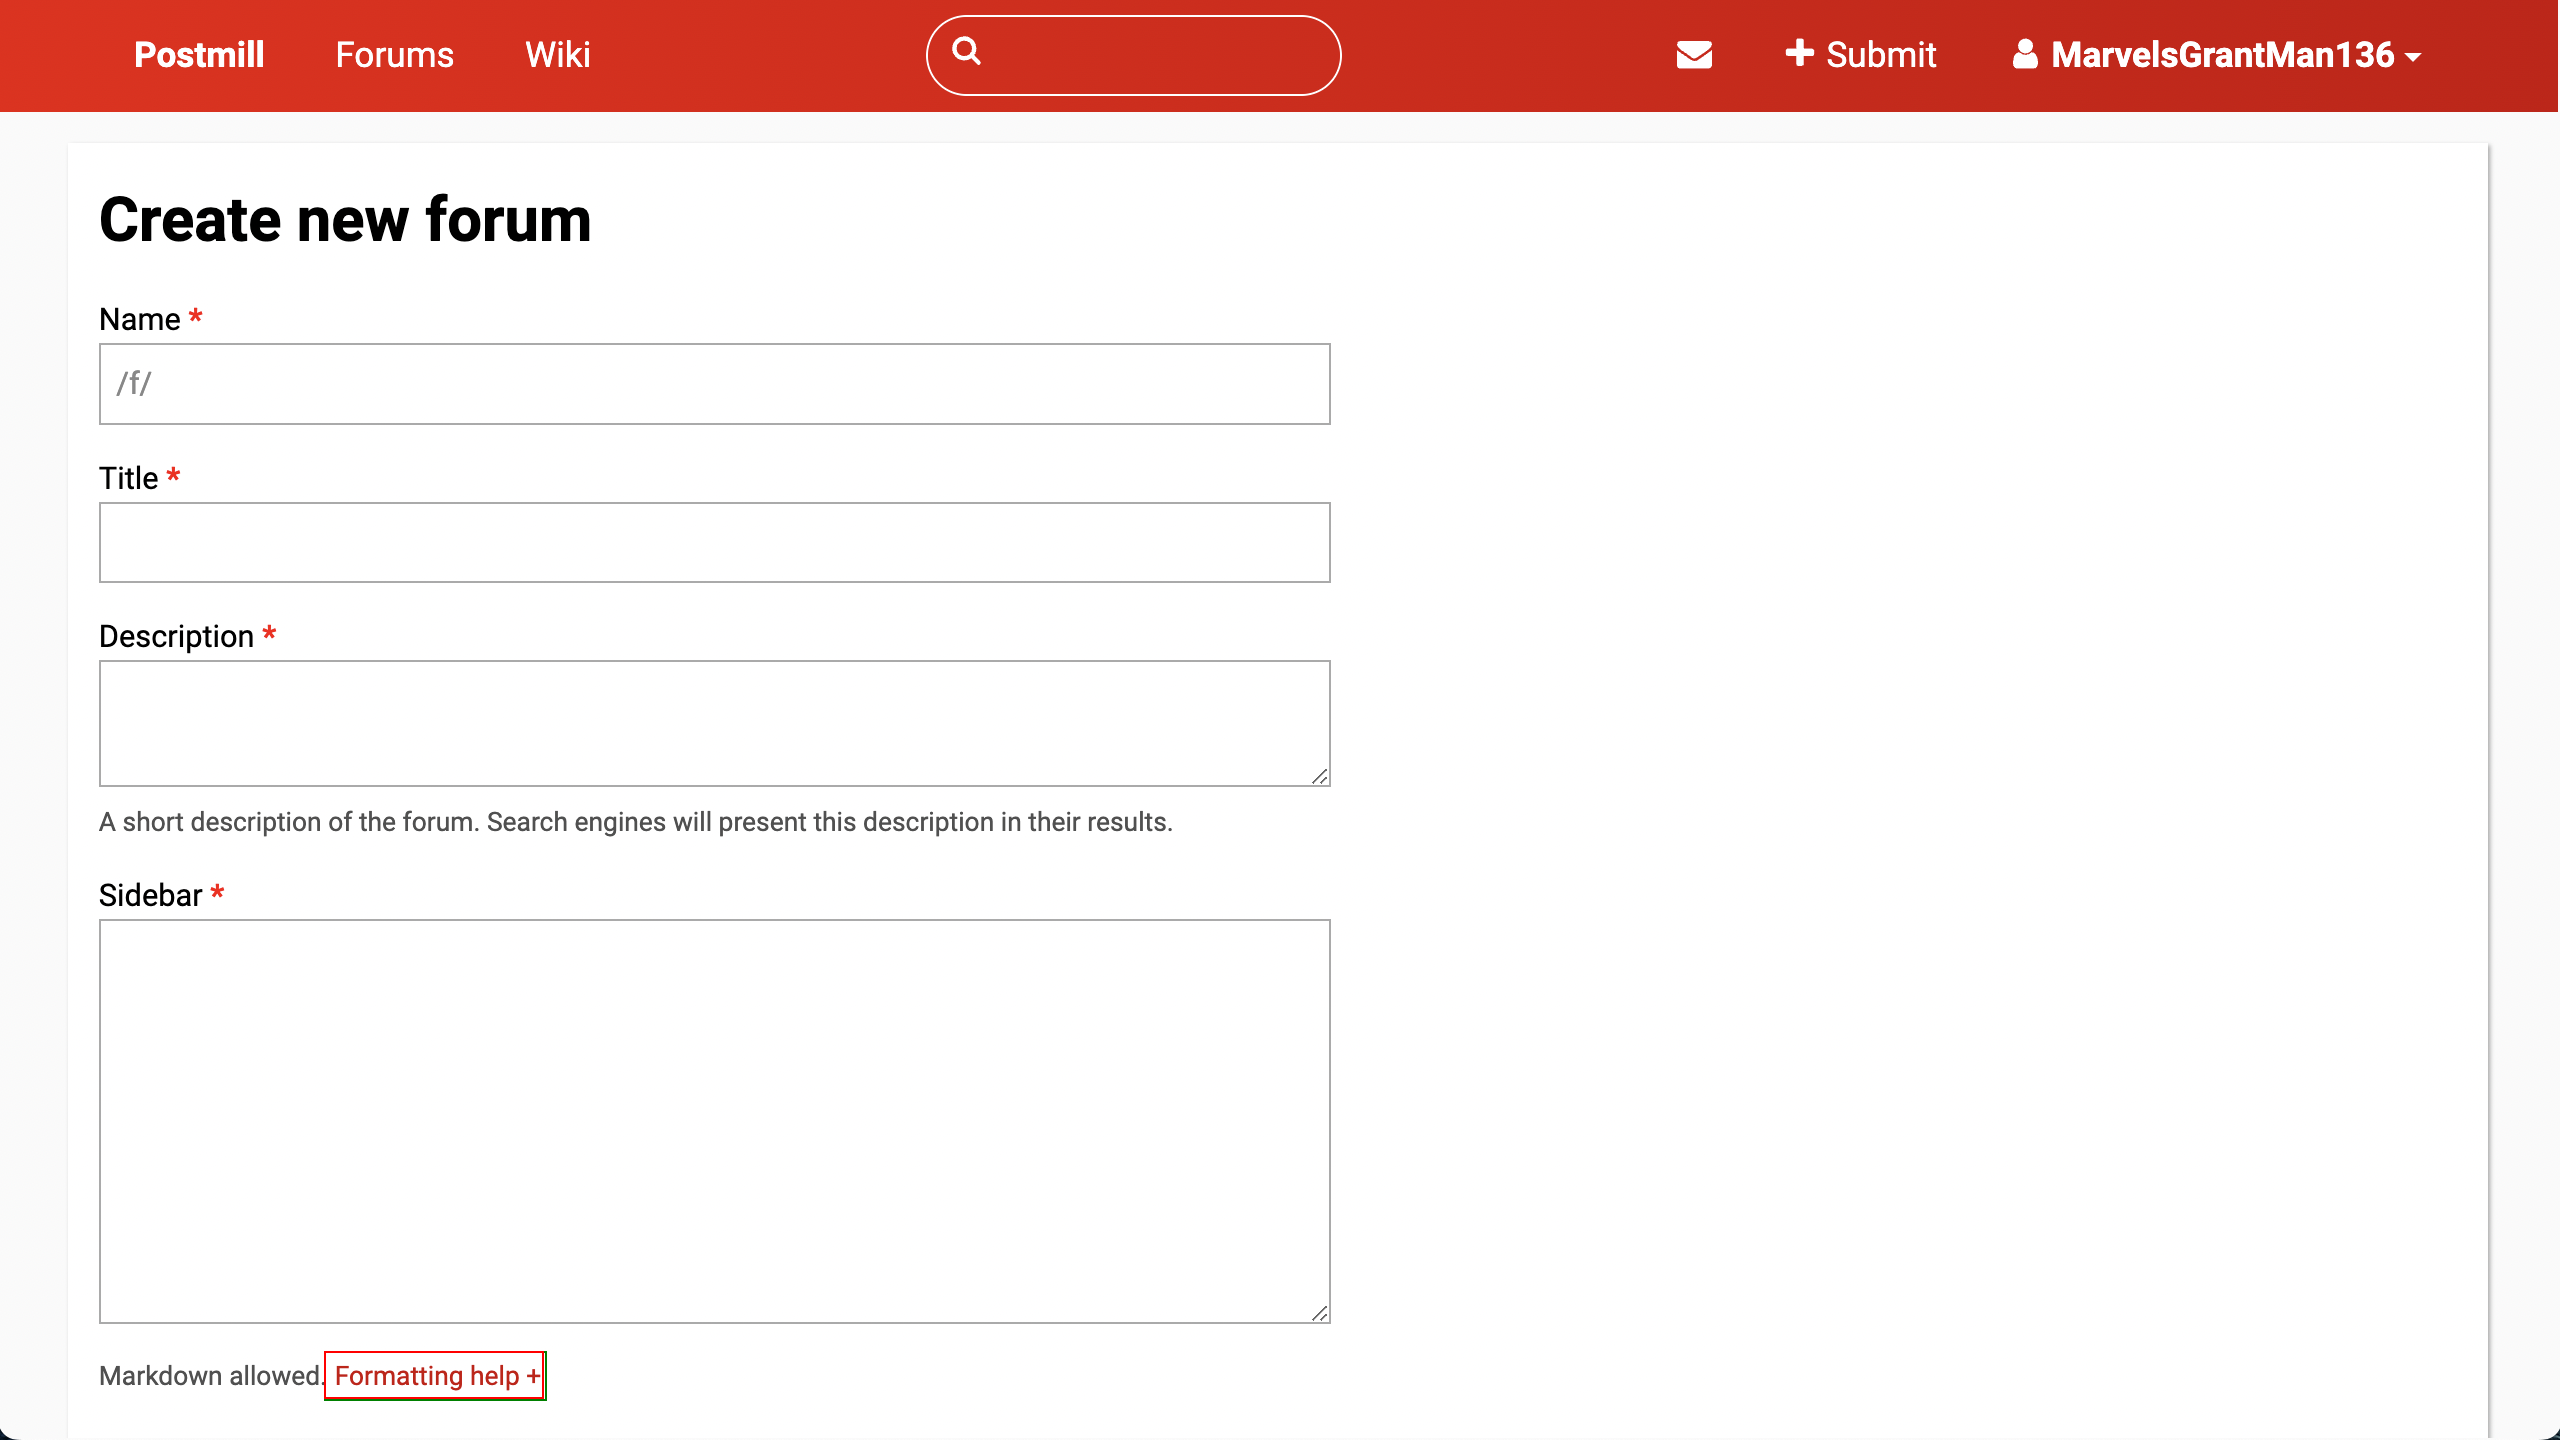 Postmill Forums Wiki Submit MarvelsGrantMan136
Create new forum
Name *
/f/
Title *
Description *
A short description of the forum. Search engines will present this description in their results.
Sidebar *
Markdown allowed. Formatting help +